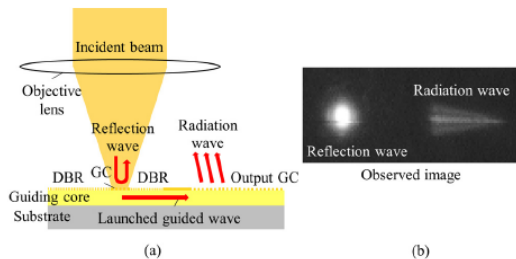 Incident beam
Objective
lens
Reflection
wave
Radiation
wave
DBR
GC
DBR
Output GC
Guiding core
Substrate
Launched guided wave
(a)
Radiation wave
Reflection wave
Observed image
(b)